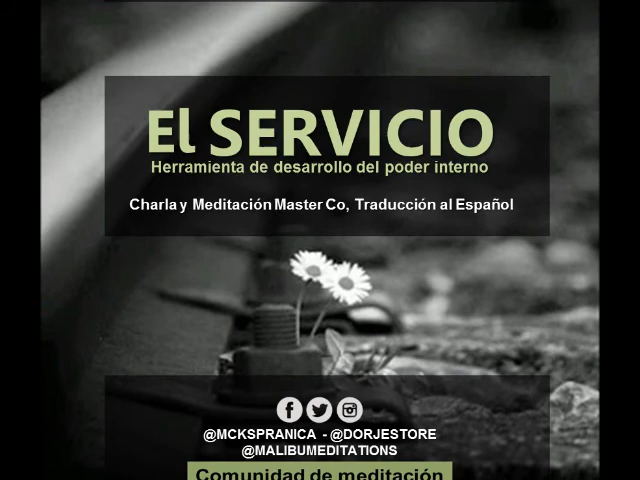 El SERVICIO
Herramienta de desarrollo del poder interno
Charla y Meditación Master Co, Traducción al Español
@MCKSPRANICA - @DORJESTORE
@MALIBUMEDITATIONS
Comunidad de meditación